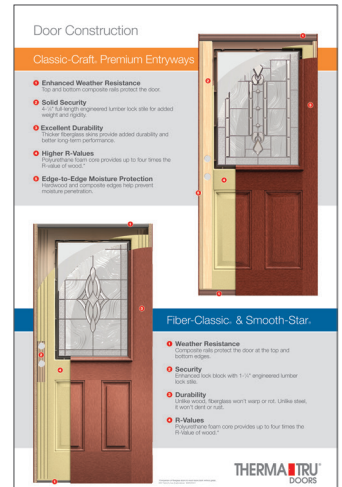 Door Construction
Classic-Craft® Premium Entryways
1 Enhanced Weather Resistance
Top and bottom composite rails protect the door.
2 Solid Security
4-½" full-length engineered lumber lock stile for added
weight and rigidity.
3 Excellent Durability
Thicker fiberglass skins provide added durability and
better long-term performance.
4 Higher R-Values
Polyurethane foam core provides up to four times the
R-value of wood.*
5 Edge-to-Edge Moisture Protection
Hardwood and composite edges help prevent
moisture penetration.
Fiber-Classic® & Smooth-Star®
1 Weather Resistance
Composite rails protect the door at the top and
bottom edges.
2 Security
Enhanced lock block with
engineered lumber
lock stile.
3 Durability
Unlike wood, fiberglass won't warp or rot. Unlike steel,
it won't dent or rust.
4 R-Values
Polyurethane foam core provides up to four times the
R-Value of wood.*
THERMA TRU®
DOORS